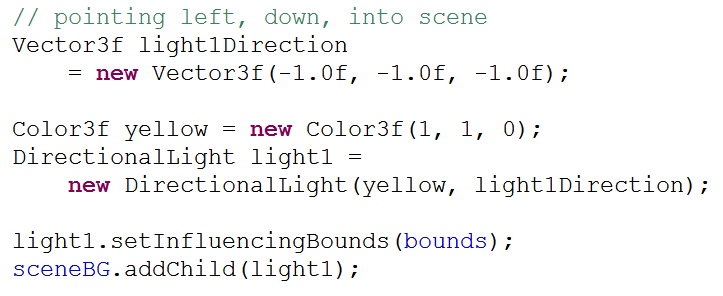 // pointing left, down, into scene
Vector3f light1Direction
    = new Vector3f(-1.0f, -1.0f, -1.0f);

Color3f yellow = new Color3f(1, 1, 0);
DirectionalLight light1 =
    new DirectionalLight(yellow, light1Direction);

light1.setInfluencingBounds(bounds);
sceneBG.addChild(light1);